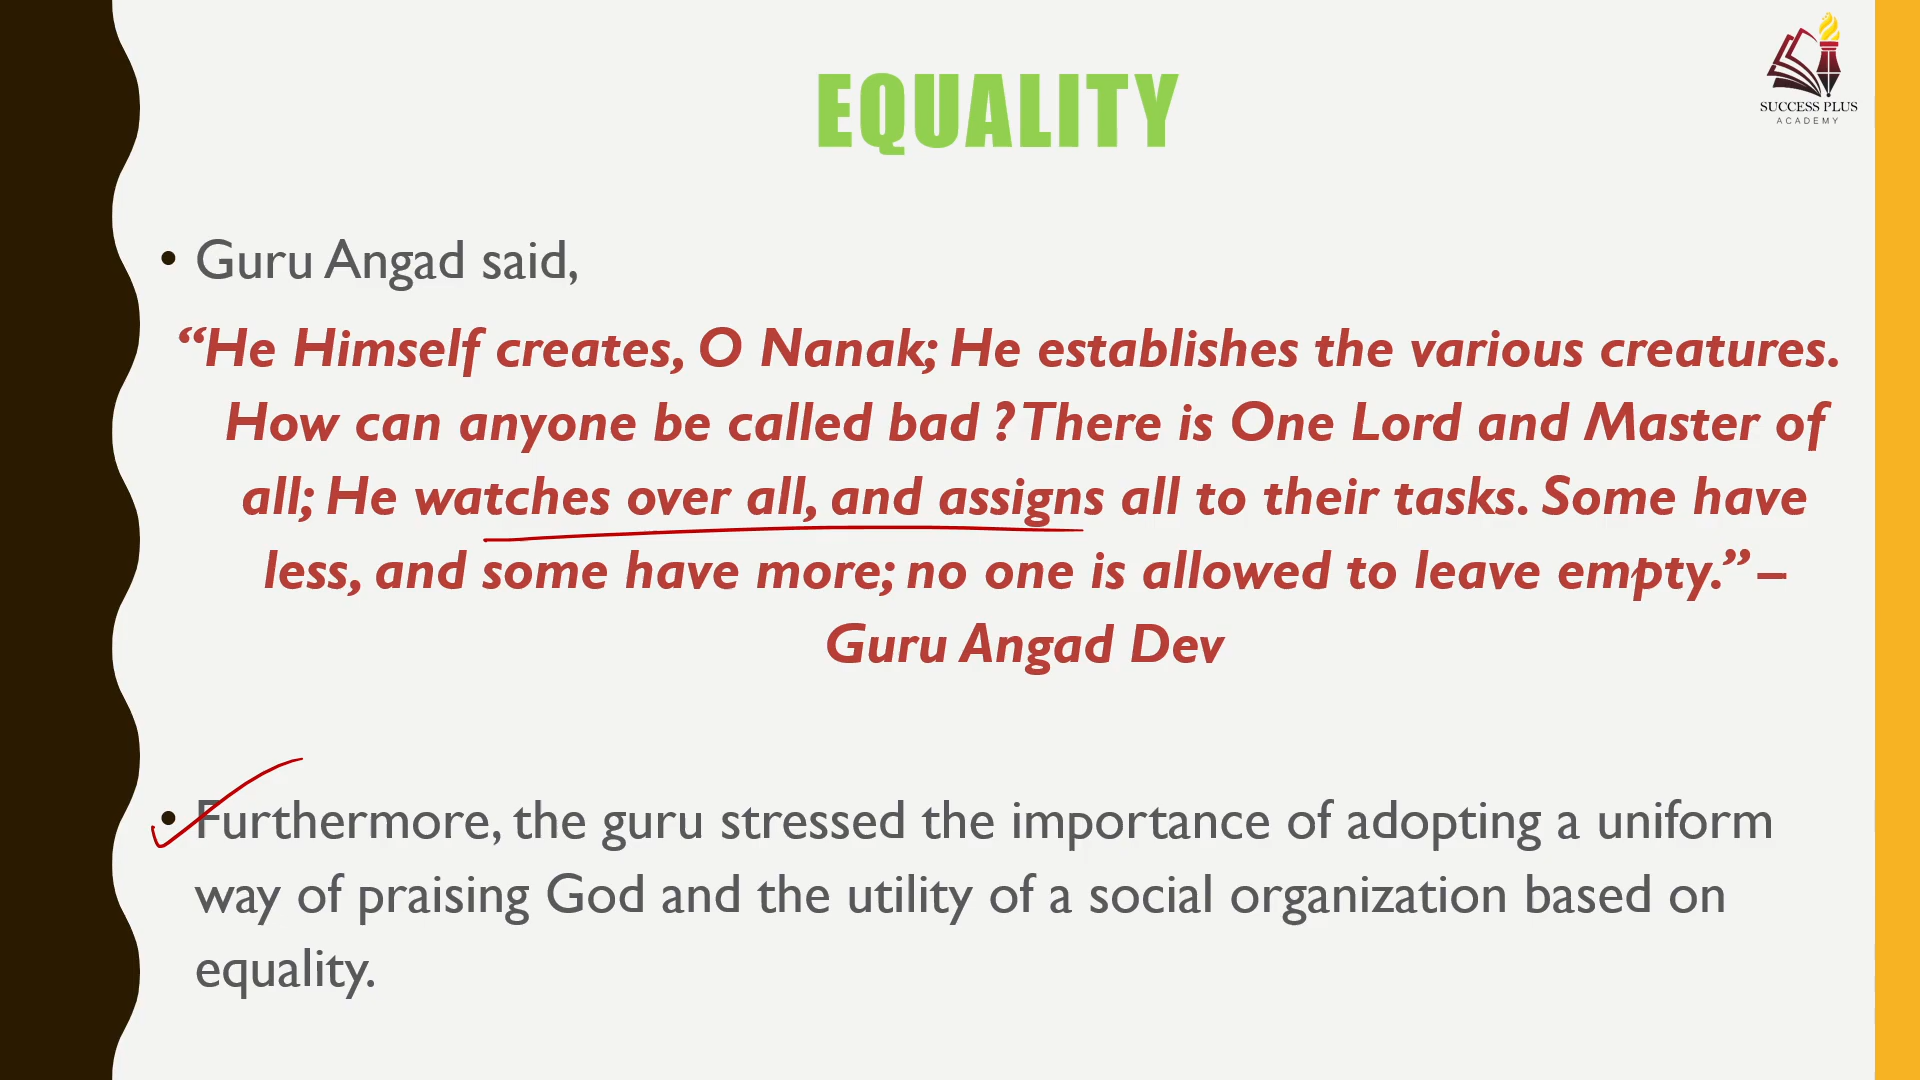 SUCCESS PLUS
ACADEMY
EQUALITY
• Guru Angad said,
“He Himself creates, O Nanak; He establishes the various creatures.
How can anyone be called bad ? There is One Lord and Master of
all; He watches over all, and assigns all to their tasks. Some have
less, and some have more; no one is allowed to leave empty.” –
Guru Angad Dev
• Furthermore, the guru stressed the importance of adopting a uniform
way of praising God and the utility of a social organization based on
equality.